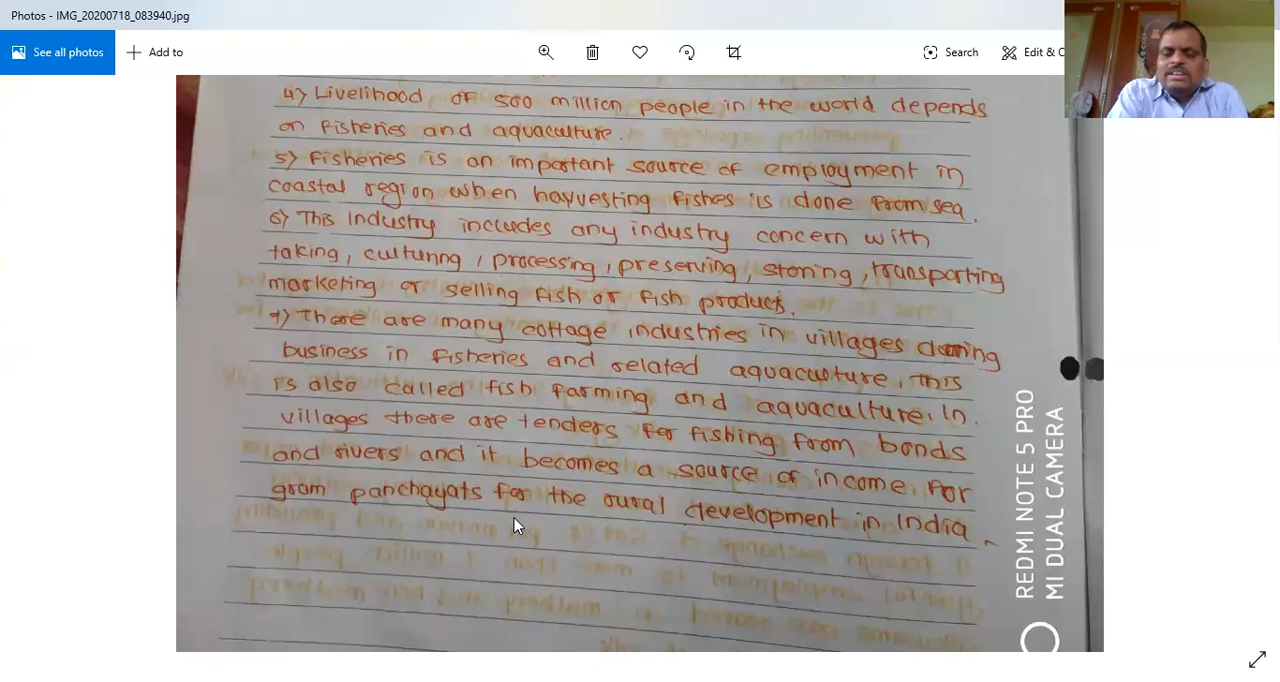 Photos - IMG_20200718_083940.jpg
See all photos
Add to
Search
Edit & C
4) Livelihood of 500 million people in the world depends
on fisheries and aquaculture.
5) Fisheries is an important source of employment in
coastal region when harvesting fishes is done from sea.
6) This Industry includes any industry concern with
taking, culturing, processing, preserving, storing, transporting
marketing or selling fish or fish product.
7) There are many cottage industries in villages doing
business in fisheries and related aquaculture. This
is also called fish farming and aquaculture. In
villages there are tenders for fishing from bonds
and rivers and it becomes a source of income for
gram panchayats for the rural development in India.
REDMI NOTE 5 PRO
MI DUAL CAMERA